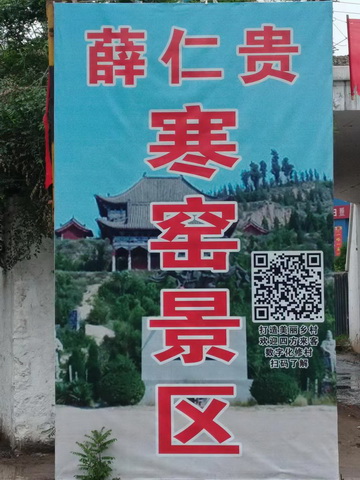 薛仁贵
寒窑景区
打造美丽乡村
欢迎四方来客
数字化修村
扫码了解